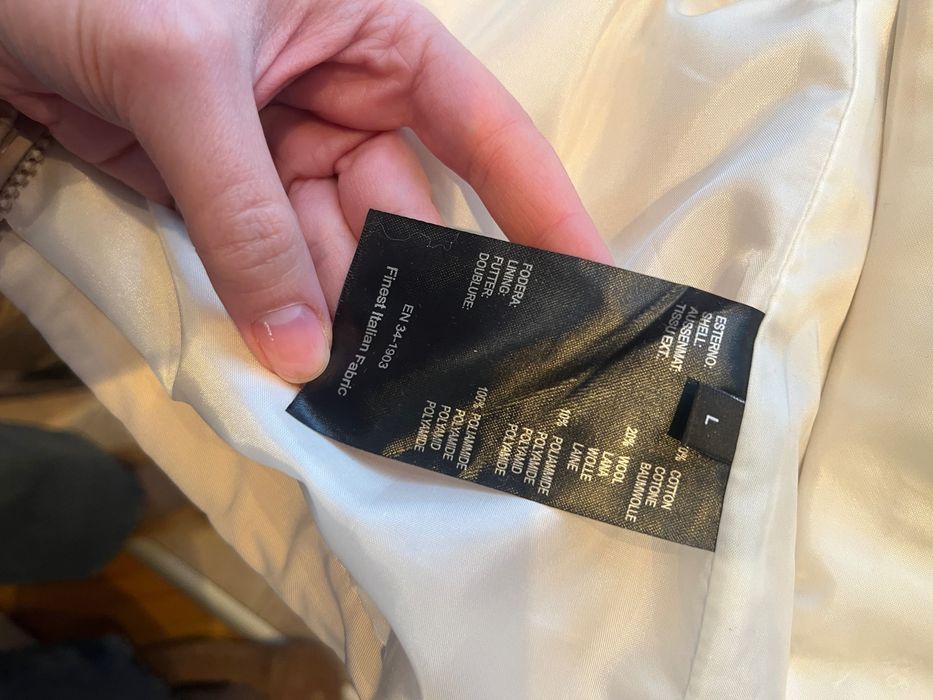 L
ESTERNO:
SHELL:
AUSSENMAT
TISSU EXT:
0% COTTON
COTONE
BAUMWOLLE
20% WOOL
LANA
WOLLE
LAINE
10% POLIAMMIDE
POLYAMIDE
POLYAMID
POLYAMIDE
FODERA:
LINING:
FUTTER:
DOUBLURE:
100% POLIAMMIDE
POLYAMIDE
POLYAMID
POLYAMIDE
EN 34-1903
Finest Italian Fabric